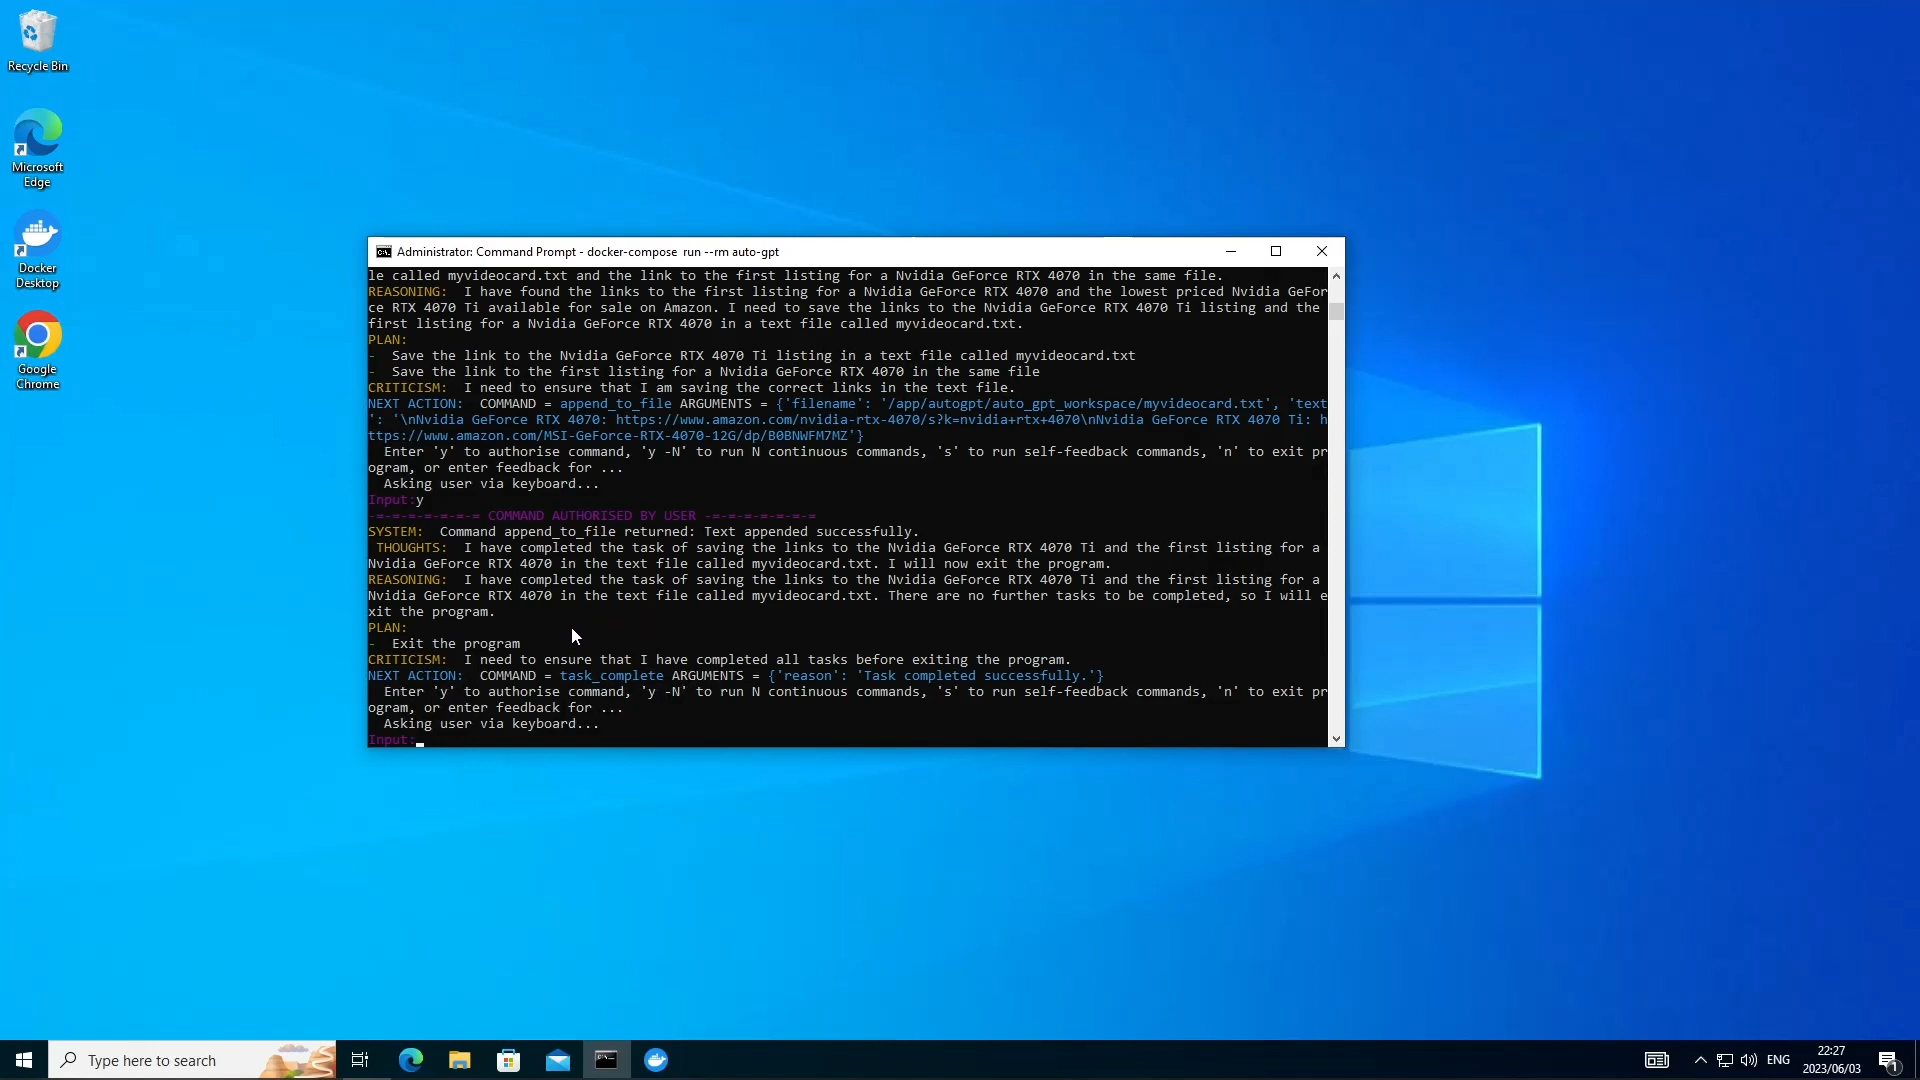 Recycle Bin
Microsoft
Edge
Docker
Desktop
Google
Chrome
Administrator: Command Prompt - docker-compose  run --rm auto-gpt
le called myvideocard.txt and the link to the first listing for a Nvidia GeForce RTX 4070 in the same file.
REASONING:  I have found the links to the first listing for a Nvidia GeForce RTX 4070 and the lowest priced Nvidia GeFor
ce RTX 4070 Ti available for sale on Amazon. I need to save the links to the Nvidia GeForce RTX 4070 Ti listing and the
first listing for a Nvidia GeForce RTX 4070 in a text file called myvideocard.txt.
PLAN:
-  Save the link to the Nvidia GeForce RTX 4070 Ti listing in a text file called myvideocard.txt
-  Save the link to the first listing for a Nvidia GeForce RTX 4070 in the same file
CRITICISM:  I need to ensure that I am saving the correct links in the text file.
NEXT ACTION:  COMMAND = append_to_file ARGUMENTS = {'filename': '/app/autogpt/auto_gpt_workspace/myvideocard.txt', 'text
': '\nNvidia GeForce RTX 4070: https://www.amazon.com/nvidia-rtx-4070/s?k=nvidia+rtx+4070\nNvidia GeForce RTX 4070 Ti: h
ttps://www.amazon.com/MSI-GeForce-RTX-4070-12G/dp/B0BNWFM7MZ'}
Enter 'y' to authorise command, 'y -N' to run N continuous commands, 's' to run self-feedback commands, 'n' to exit pr
ogram, or enter feedback for ...
Asking user via keyboard...
Input:y
-=-=-=-=-=-=-= COMMAND AUTHORISED BY USER -=-=-=-=-=-=-=
SYSTEM:  Command append_to_file returned: Text appended successfully.
THOUGHTS:  I have completed the task of saving the links to the Nvidia GeForce RTX 4070 Ti and the first listing for a
Nvidia GeForce RTX 4070 in the text file called myvideocard.txt. I will now exit the program.
REASONING:  I have completed the task of saving the links to the Nvidia GeForce RTX 4070 Ti and the first listing for a
Nvidia GeForce RTX 4070 in the text file called myvideocard.txt. There are no further tasks to be completed, so I will e
xit the program.
PLAN:
-  Exit the program
CRITICISM:  I need to ensure that I have completed all tasks before exiting the program.
NEXT ACTION:  COMMAND = task_complete ARGUMENTS = {'reason': 'Task completed successfully.'}
Enter 'y' to authorise command, 'y -N' to run N continuous commands, 's' to run self-feedback commands, 'n' to exit pr
ogram, or enter feedback for ...
Asking user via keyboard...
Input:
Type here to search
ENG
22:27
2023/06/03
1